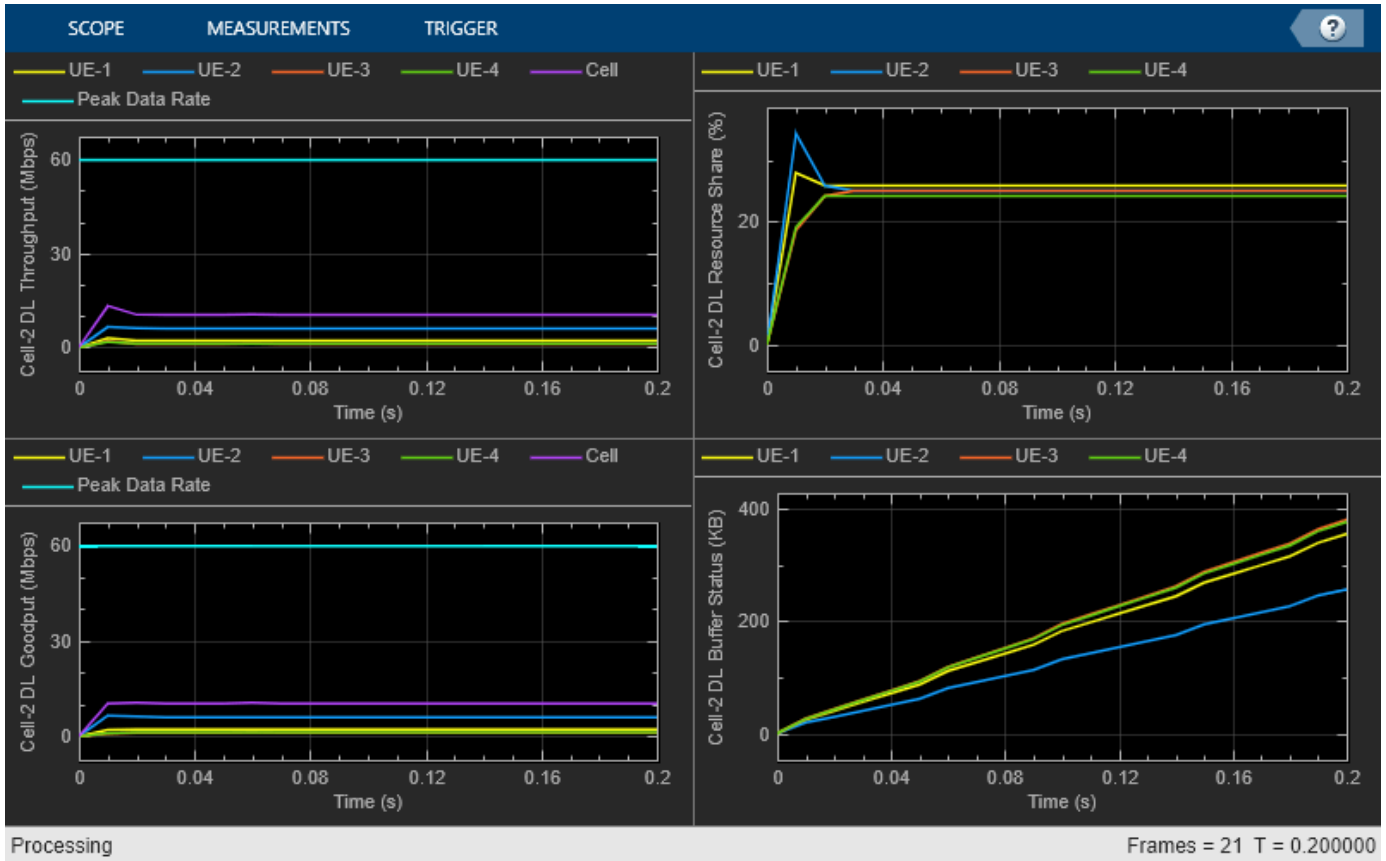 SCOPE MEASUREMENTS TRIGGER ?
UE-1 UE-2 UE-3 UE-4 Cell
Peak Data Rate
Cell-2 DL Throughput (Mbps)
60
30
0
0 0.04 0.08 0.12 0.16 0.2
Time (s)
UE-1 UE-2 UE-3 UE-4
Cell-2 DL Resource Share (%)
20
0
0 0.04 0.08 0.12 0.16 0.2
Time (s)
UE-1 UE-2 UE-3 UE-4 Cell
Peak Data Rate
Cell-2 DL Goodput (Mbps)
60
30
0
0 0.04 0.08 0.12 0.16 0.2
Time (s)
UE-1 UE-2 UE-3 UE-4
Cell-2 DL Buffer Status (KB)
400
200
0
0 0.04 0.08 0.12 0.16 0.2
Time (s)
Processing Frames = 21 T = 0.200000